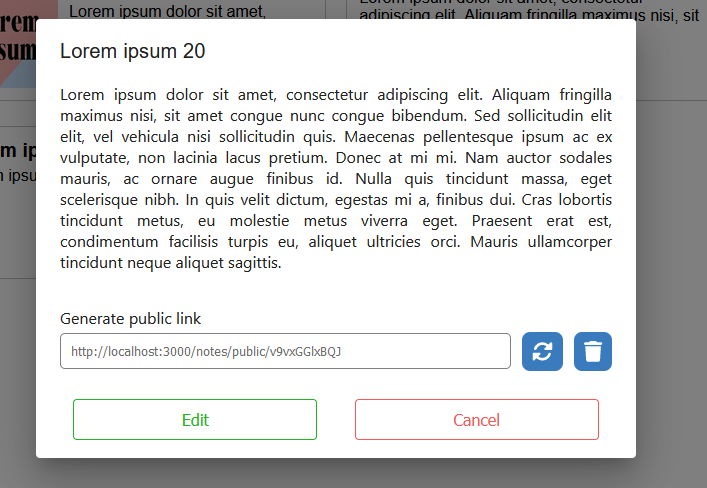 orem
sum
Lorem ipsum dolor sit amet,
Lorem ipsum dolor sit amet, consectetur
adipiscing elit. Aliquam fringilla maximus nisi, sit
Lorem ipsum 20
Lorem ipsum dolor sit amet, consectetur adipiscing elit. Aliquam fringilla
maximus nisi, sit amet congue nunc congue bibendum. Sed sollicitudin elit
elit, vel vehicula nisi sollicitudin quis. Maecenas pellentesque ipsum ac ex
vulputate, non lacinia lacus pretium. Donec at mi mi. Nam auctor sodales
mauris, ac ornare augue finibus id. Nulla quis tincidunt massa, eget
scelerisque nibh. In quis velit dictum, egestas mi a, finibus dui. Cras lobortis
tincidunt metus, eu molestie metus viverra eget. Praesent erat est,
condimentum facilisis turpis eu, aliquet ultricies orci. Mauris ullamcorper
tincidunt neque aliquet sagittis.
m ip
n ipsu
Generate public link
http://localhost:3000/notes/public/v9vxGGlxBQJ
Edit
Cancel